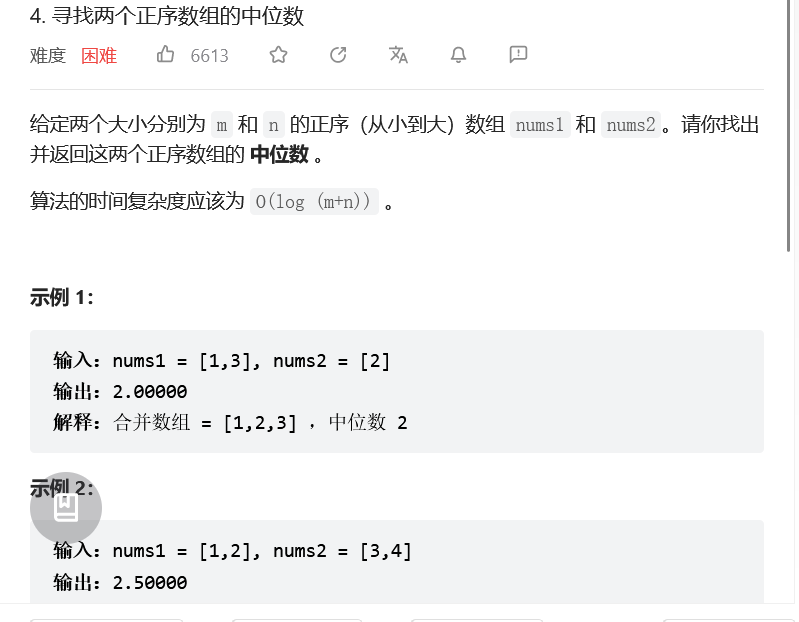 4. 寻找两个正序数组的中位数
难度 困难 6613
给定两个大小分别为 m 和 n 的正序（从小到大）数组 nums1 和 nums2。请你找出
并返回这两个正序数组的 中位数 。
算法的时间复杂度应该为 O(log (m+n)) 。
示例 1：
输入：nums1 = [1,3], nums2 = [2]
输出：2.00000
解释：合并数组 = [1,2,3] ，中位数 2
示例 2：
输入：nums1 = [1,2], nums2 = [3,4]
输出：2.50000